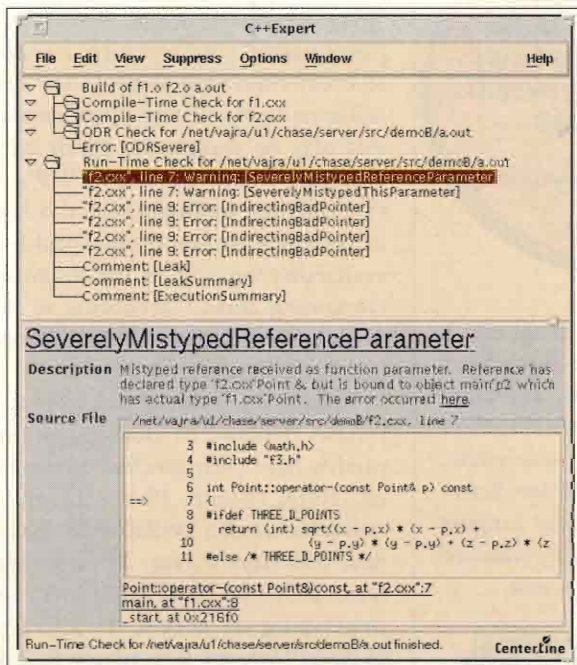 C++Expert
File Edit View Suppress Options Window Help
Build of f1.o f2.o a.out
Compile-Time Check for f1.cxx
Compile-Time Check for f2.cxx
ODR Check for /net/vajra/u1/chase/server/src/demoB/a.out
Error: [ODRSevere]
Run-Time Check for /net/vajra/u1/chase/server/src/demoB/a.out
"f2.cxx", line 7: Warning: [SeverelyMistypedReferenceParameter]
"f2.cxx", line 7: Warning: [SeverelyMistypedThisParameter]
"f2.cxx", line 9: Error: [IndirectingBadPointer]
"f2.cxx", line 9: Error: [IndirectingBadPointer]
"f2.cxx", line 9: Error: [IndirectingBadPointer]
"f2.cxx", line 9: Error: [IndirectingBadPointer]
Comment: [Leak]
Comment: [LeakSummary]
Comment: [ExecutionSummary]
SeverelyMistypedReferenceParameter
Description Mistyped reference received as function parameter. Reference has
declared type 'f2.cxx'Point &, but is bound to object main'p2 which
has actual type 'f1.cxx'Point. The error occurred here.
Source File /net/vajra/u1/chase/server/src/demoB/f2.cxx, line 7
3 #include <math.h>
4 #include "f3.h"
5
6 int Point::operator-(const Point& p) const
==> 7 {
8 #ifdef THREE_D_POINTS
9 return (int) sqrt((x - p.x) * (x - p.x) +
10 (y - p.y) * (y - p.y) + (z - p.z) * (z
11 #else /* THREE_D_POINTS */
Point::operator-(const Point&)const, at "f2.cxx":7
main, at "f1.cxx":8
_start, at 0x216f0
Run-Time Check for /net/vajra/u1/chase/server/src/demoB/a.out finished. CenterLine